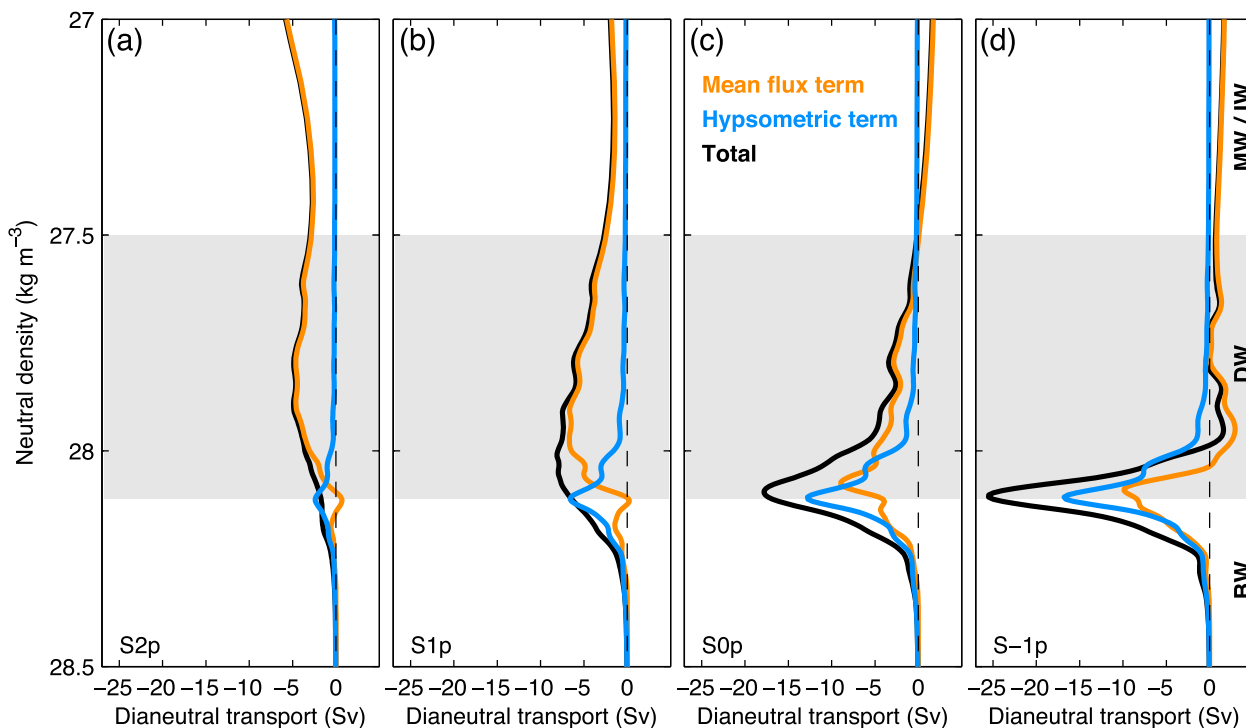 (a)
(b)
(c)
(d)
Mean flux term
Hypsometric term
Total
MW / IW
DW
BW
Neutral density (kg m−3)
27
27.5
28
28.5
S2p
S1p
S0p
S−1p
−25 −20 −15 −10 −5 0
−25 −20 −15 −10 −5 0
−25 −20 −15 −10 −5 0
−25 −20 −15 −10 −5 0
Dianeutral transport (Sv)
Dianeutral transport (Sv)
Dianeutral transport (Sv)
Dianeutral transport (Sv)